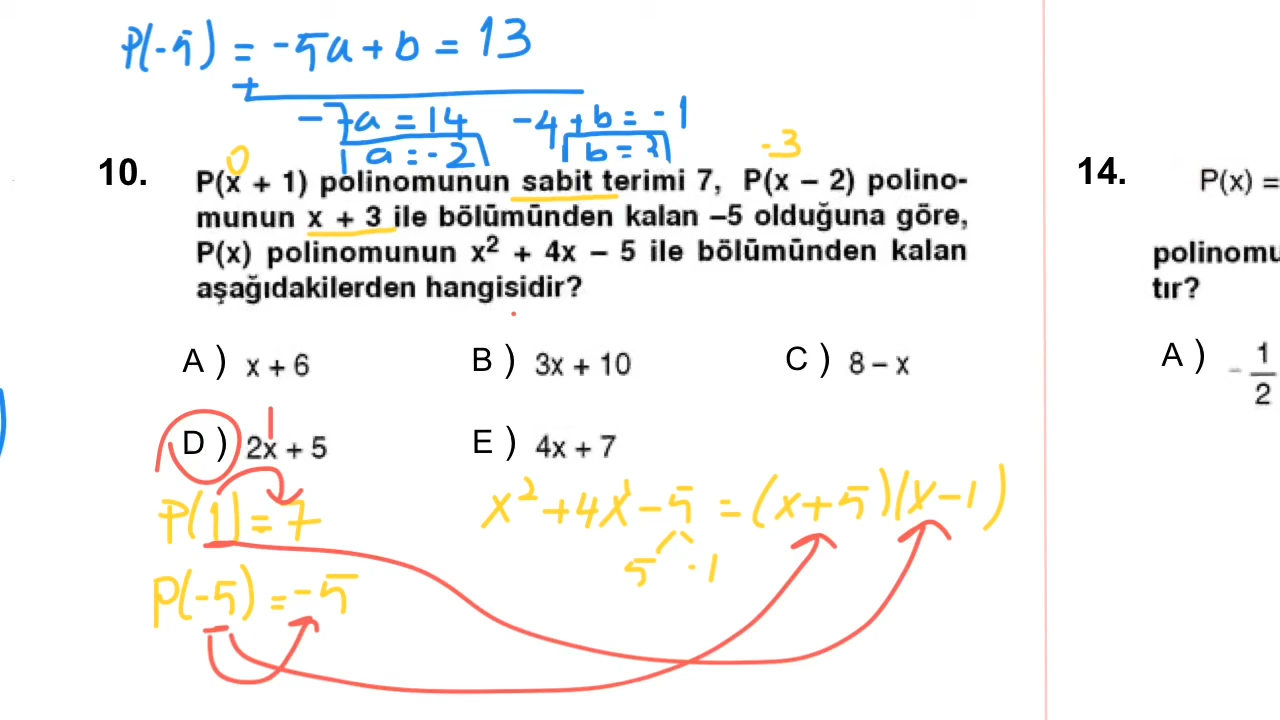 P(-5) = -5a + b = 13
+
-7a = 14 -4 + b = -1
a = -2 b = 3
0 -3
10. P(x + 1) polinomunun sabit terimi 7, P(x – 2) polino-
munun x + 3 ile bölümünden kalan –5 olduğuna göre,
P(x) polinomunun x² + 4x – 5 ile bölümünden kalan
aşağıdakilerden hangisidir?
A ) x + 6 B ) 3x + 10 C ) 8 – x
1
D ) 2x + 5 E ) 4x + 7
P(1) = 7 x² + 4x - 5 = (x + 5)(x - 1)
5 -1
P(-5) = -5
14. P(x) =
polinomu
tır?
A ) - 1/2